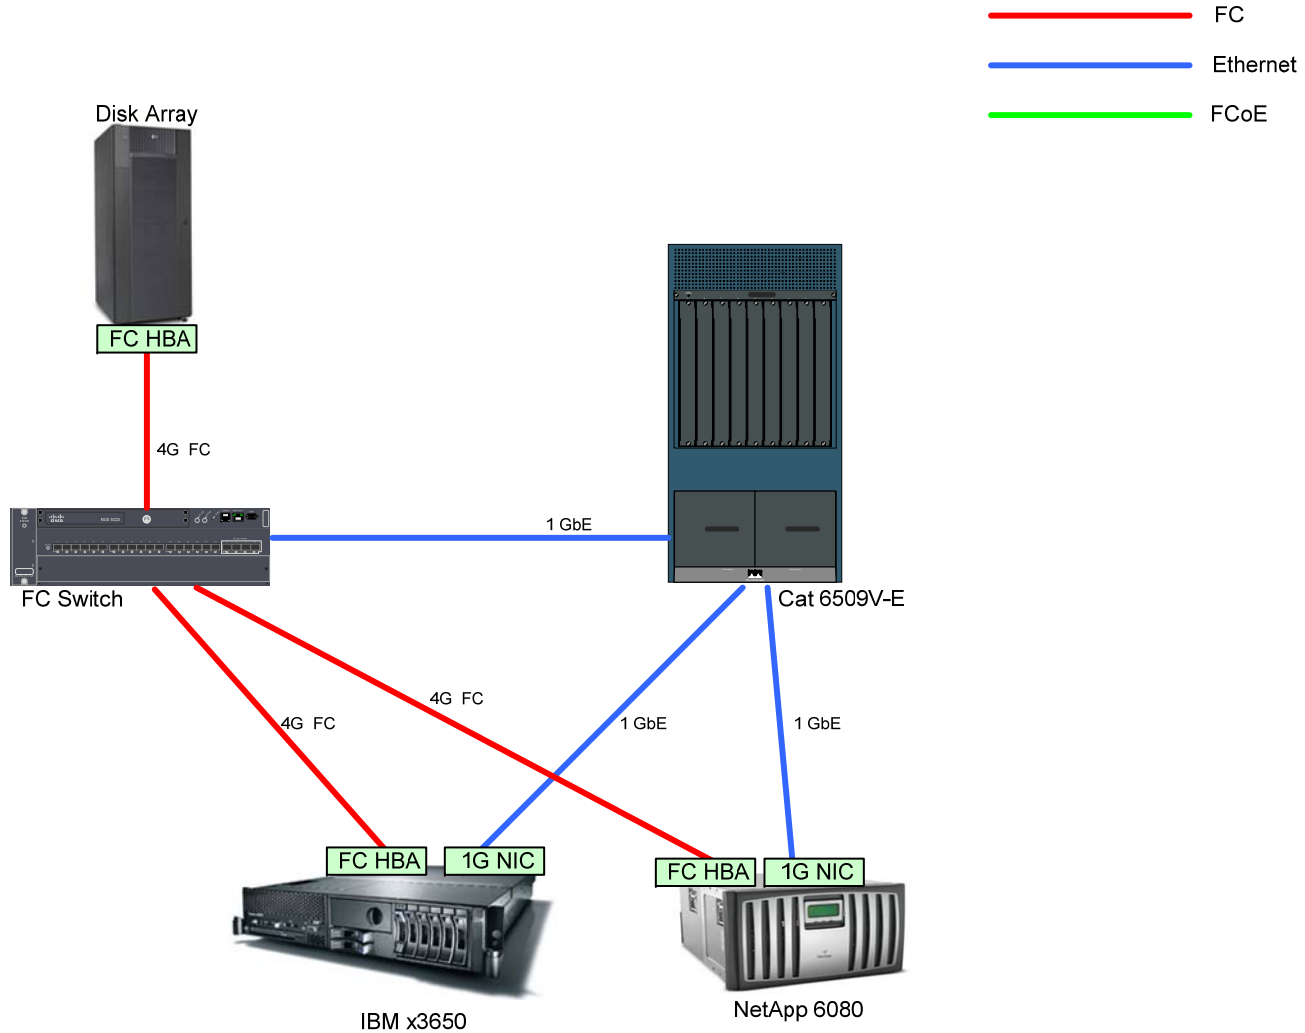 FC
Ethernet
FCoE
Disk Array
FC HBA
4G FC
cisco
1 GbE
FC Switch
Cat 6509V-E
4G FC
4G FC
1 GbE
1 GbE
FC HBA
1G NIC
FC HBA
1G NIC
IBM x3650
NetApp 6080